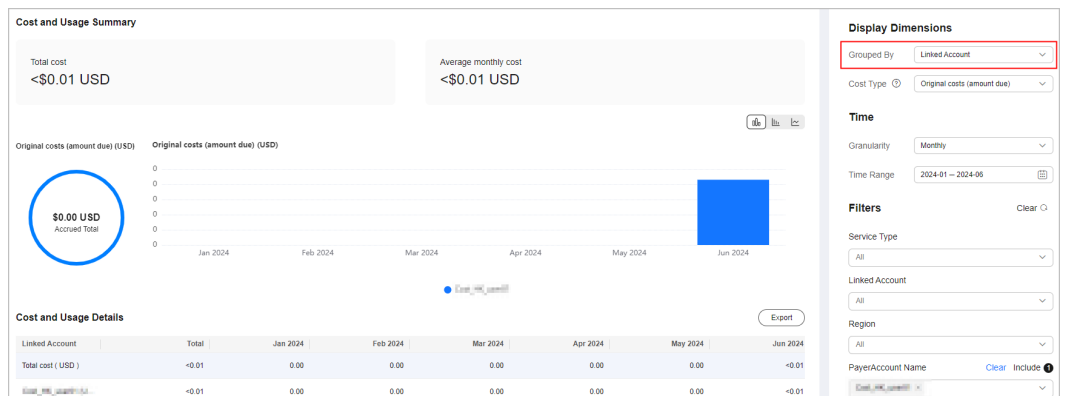 Cost and Usage Summary
Total cost
<$0.01 USD
Average monthly cost
<$0.01 USD
Original costs (amount due) (USD)
Original costs (amount due) (USD)
0
0
0
0
0
0
$0.00 USD
Accrued Total
Jan 2024 Feb 2024 Mar 2024 Apr 2024 May 2024 Jun 2024
Cost and Usage Details
Export
Linked Account Total Jan 2024 Feb 2024 Mar 2024 Apr 2024 May 2024 Jun 2024
Total cost ( USD ) <0.01 0.00 0.00 0.00 0.00 0.00 <0.01
<0.01 0.00 0.00 0.00 0.00 0.00 <0.01
Display Dimensions
Grouped By Linked Account
Cost Type ? Original costs (amount due)
Time
Granularity Monthly
Time Range 2024-01 – 2024-06
Filters Clear
Service Type
All
Linked Account
All
Region
All
PayerAccount Name Clear Include 1